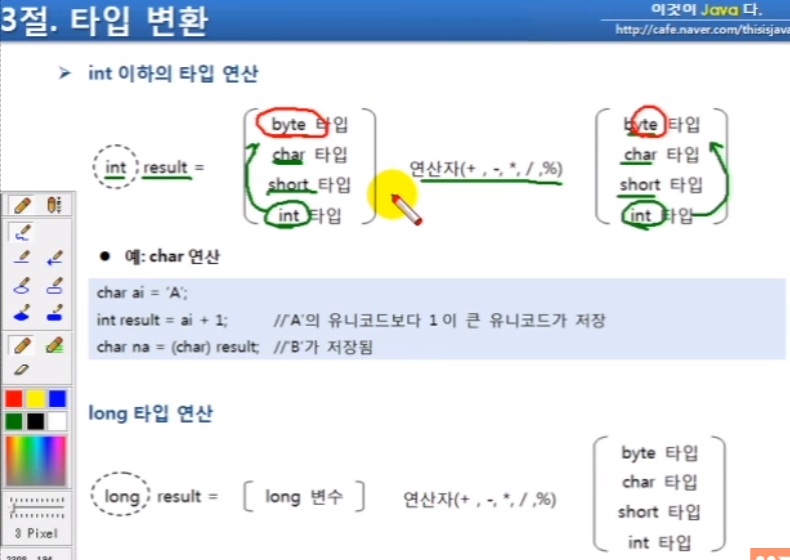 3절. 타입 변환
이것이 Java 다.
http://cafe.naver.com/thisisjava
➢ int 이하의 타입 연산
int result =
byte 타입
char 타입
short 타입
int 타입
연산자(+ , -, *, / ,%)
byte 타입
char 타입
short 타입
int 타입
● 예: char 연산
char ai = 'A';
int result = ai + 1; //'A'의 유니코드보다 1이 큰 유니코드가 저장
char na = (char) result; //'B'가 저장됨
long 타입 연산
long result = [ long 변수 ] 연산자(+ , -, *, / ,%)
byte 타입
char 타입
short 타입
int 타입
3 Pixel